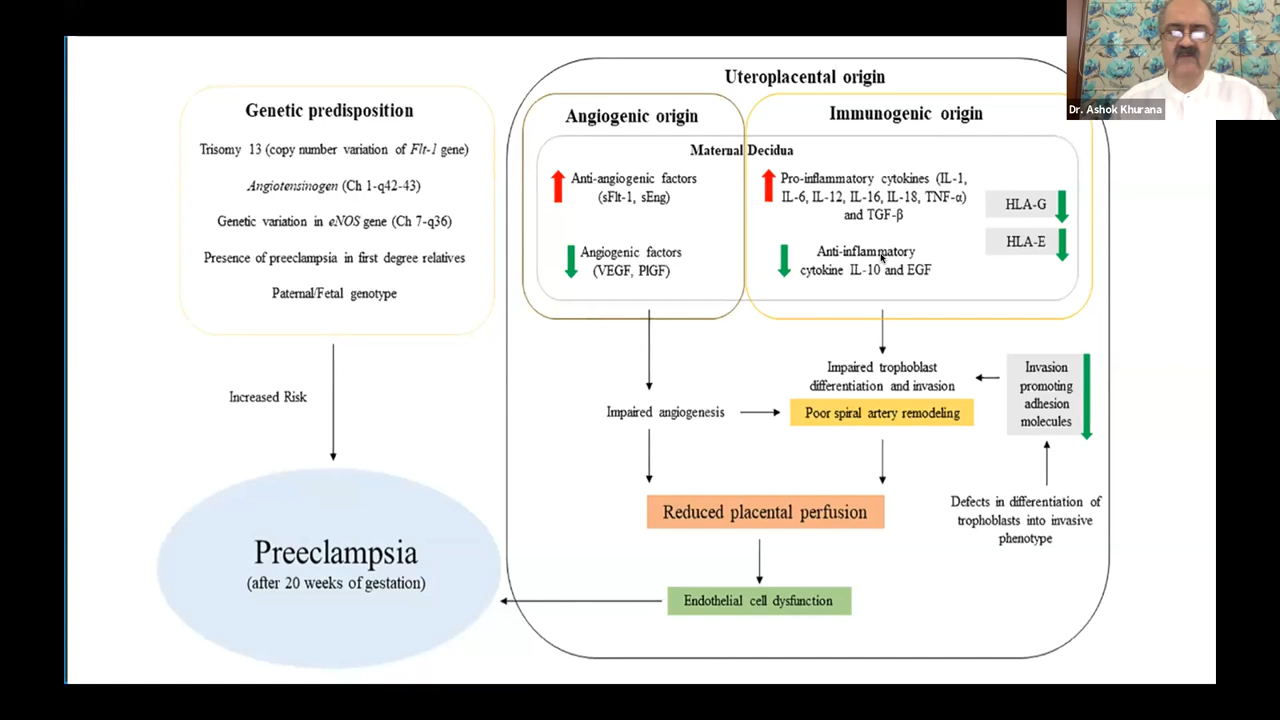 Dr. Ashok Khurana
Genetic predisposition
Trisomy 13 (copy number variation of Flt-1 gene)
Angiotensinogen (Ch 1-q42-43)
Genetic variation in eNOS gene (Ch 7-q36)
Presence of preeclampsia in first degree relatives
Paternal/Fetal genotype
Increased Risk
Preeclampsia
(after 20 weeks of gestation)
Uteroplacental origin
Angiogenic origin
Immunogenic origin
Maternal Decidua
Anti-angiogenic factors
(sFlt-1, sEng)
Angiogenic factors
(VEGF, PlGF)
Pro-inflammatory cytokines (IL-1,
IL-6, IL-12, IL-16, IL-18, TNF-α)
and TGF-β
Anti-inflammatory
cytokine IL-10 and EGF
HLA-G
HLA-E
Impaired angiogenesis
Impaired trophoblast
differentiation and invasion
Poor spiral artery remodeling
Invasion
promoting
adhesion
molecules
Defects in differentiation of
trophoblasts into invasive
phenotype
Reduced placental perfusion
Endothelial cell dysfunction